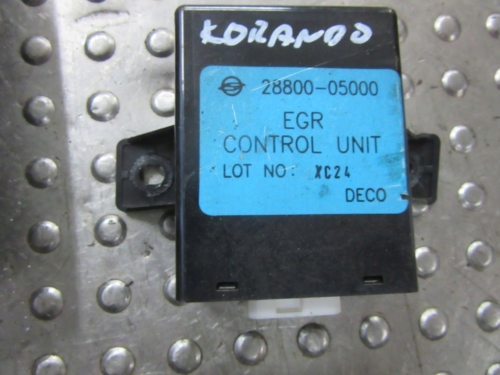 KORANDO
28800-05000
EGR
CONTROL UNIT
LOT NO: XC24
DECO